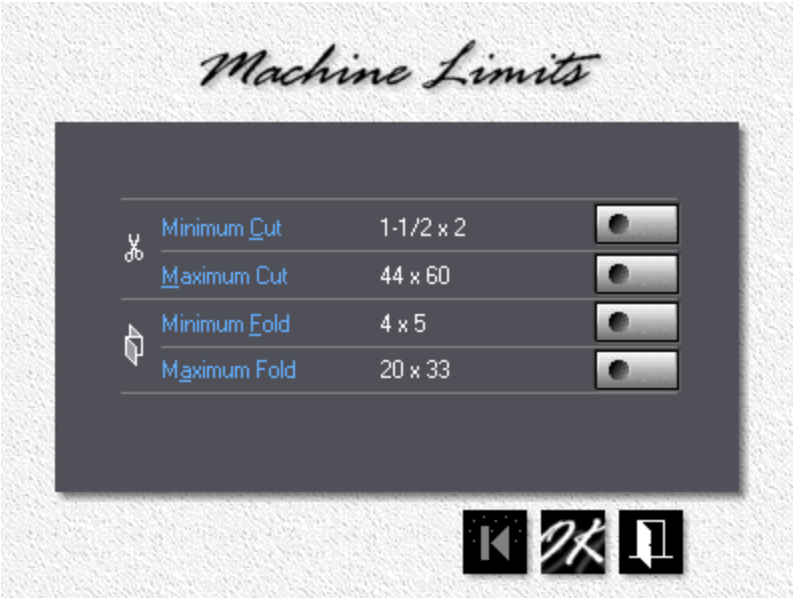 Machine Limits
Minimum Cut 1-1/2 x 2
Maximum Cut 44 x 60
Minimum Fold 4 x 5
Maximum Fold 20 x 33
OK